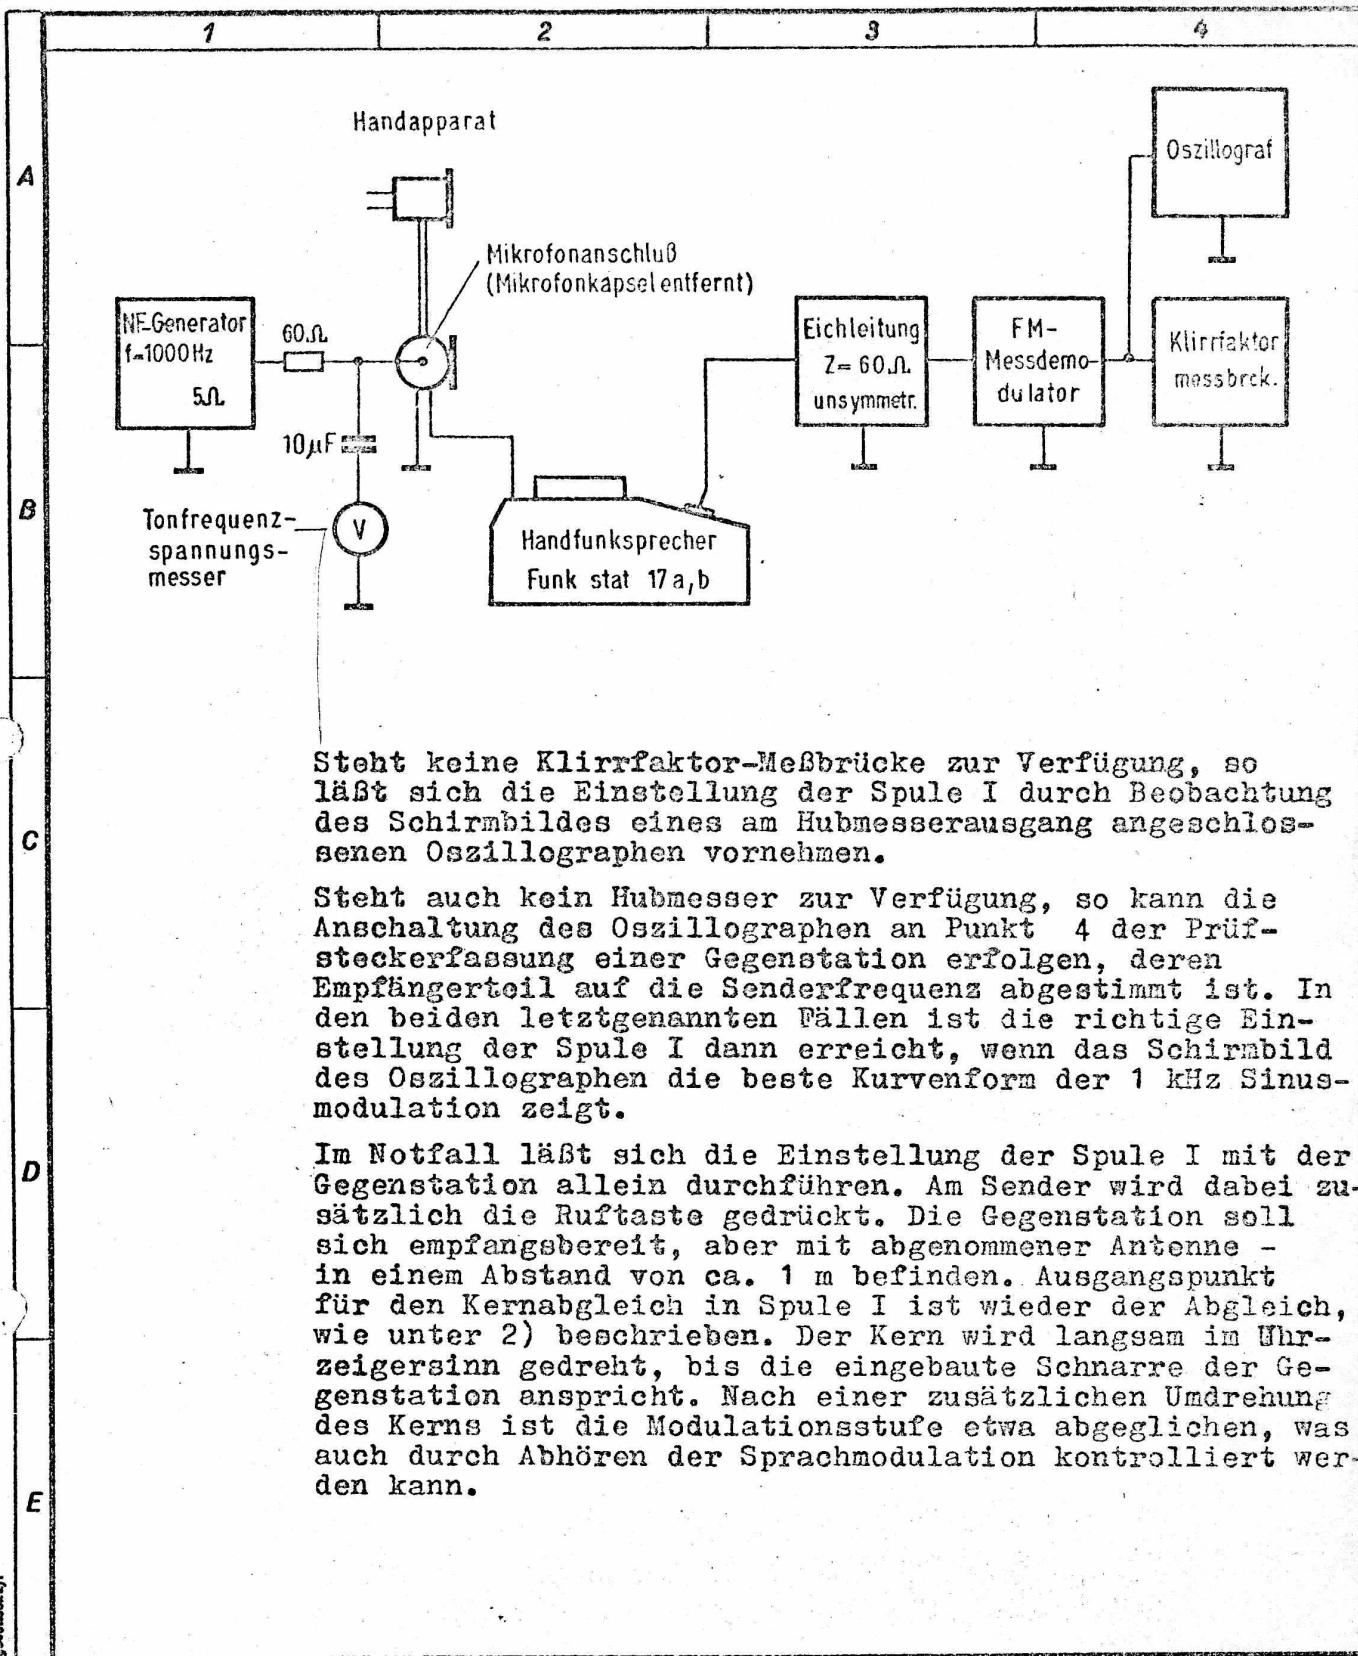 1 2 3 4
A
B
C
D
E
Handapparat
Oszillograf
Mikrofonanschluß
(Mikrofonkapsel entfernt)
NF-Generator
f=1000Hz
5Ω
60Ω
10μF
Eichleitung
Z= 60Ω
unsymmetr.
FM-
Messdemo-
dulator
Klirrfaktor
messbrck.
Tonfrequenz-
spannungs-
messer
V
Handfunksprecher
Funk stat 17a,b
Steht keine Klirrfaktor-Meßbrücke zur Verfügung, so
läßt sich die Einstellung der Spule I durch Beobachtung
des Schirmbildes eines am Hubmesserausgang angeschlos-
senen Oszillographen vornehmen.
Steht auch kein Hubmesser zur Verfügung, so kann die
Anschaltung des Oszillographen an Punkt 4 der Prüf-
steckerfassung einer Gegenstation erfolgen, deren
Empfängerteil auf die Senderfrequenz abgestimmt ist. In
den beiden letztgenannten Fällen ist die richtige Ein-
stellung der Spule I dann erreicht, wenn das Schirmbild
des Oszillographen die beste Kurvenform der 1 kHz Sinus-
modulation zeigt.
Im Notfall läßt sich die Einstellung der Spule I mit der
Gegenstation allein durchführen. Am Sender wird dabei zu-
sätzlich die Ruftaste gedrückt. Die Gegenstation soll
sich empfangsbereit, aber mit abgenommener Antenne -
in einem Abstand von ca. 1 m befinden. Ausgangspunkt
für den Kernabgleich in Spule I ist wieder der Abgleich,
wie unter 2) beschrieben. Der Kern wird langsam im Uhr-
zeigersinn gedreht, bis die eingebaute Schnarre der Ge-
genstation anspricht. Nach einer zusätzlichen Umdrehung
des Kerns ist die Modulationsstufe etwa abgeglichen, was
auch durch Abhören der Sprachmodulation kontrolliert wer-
den kann.